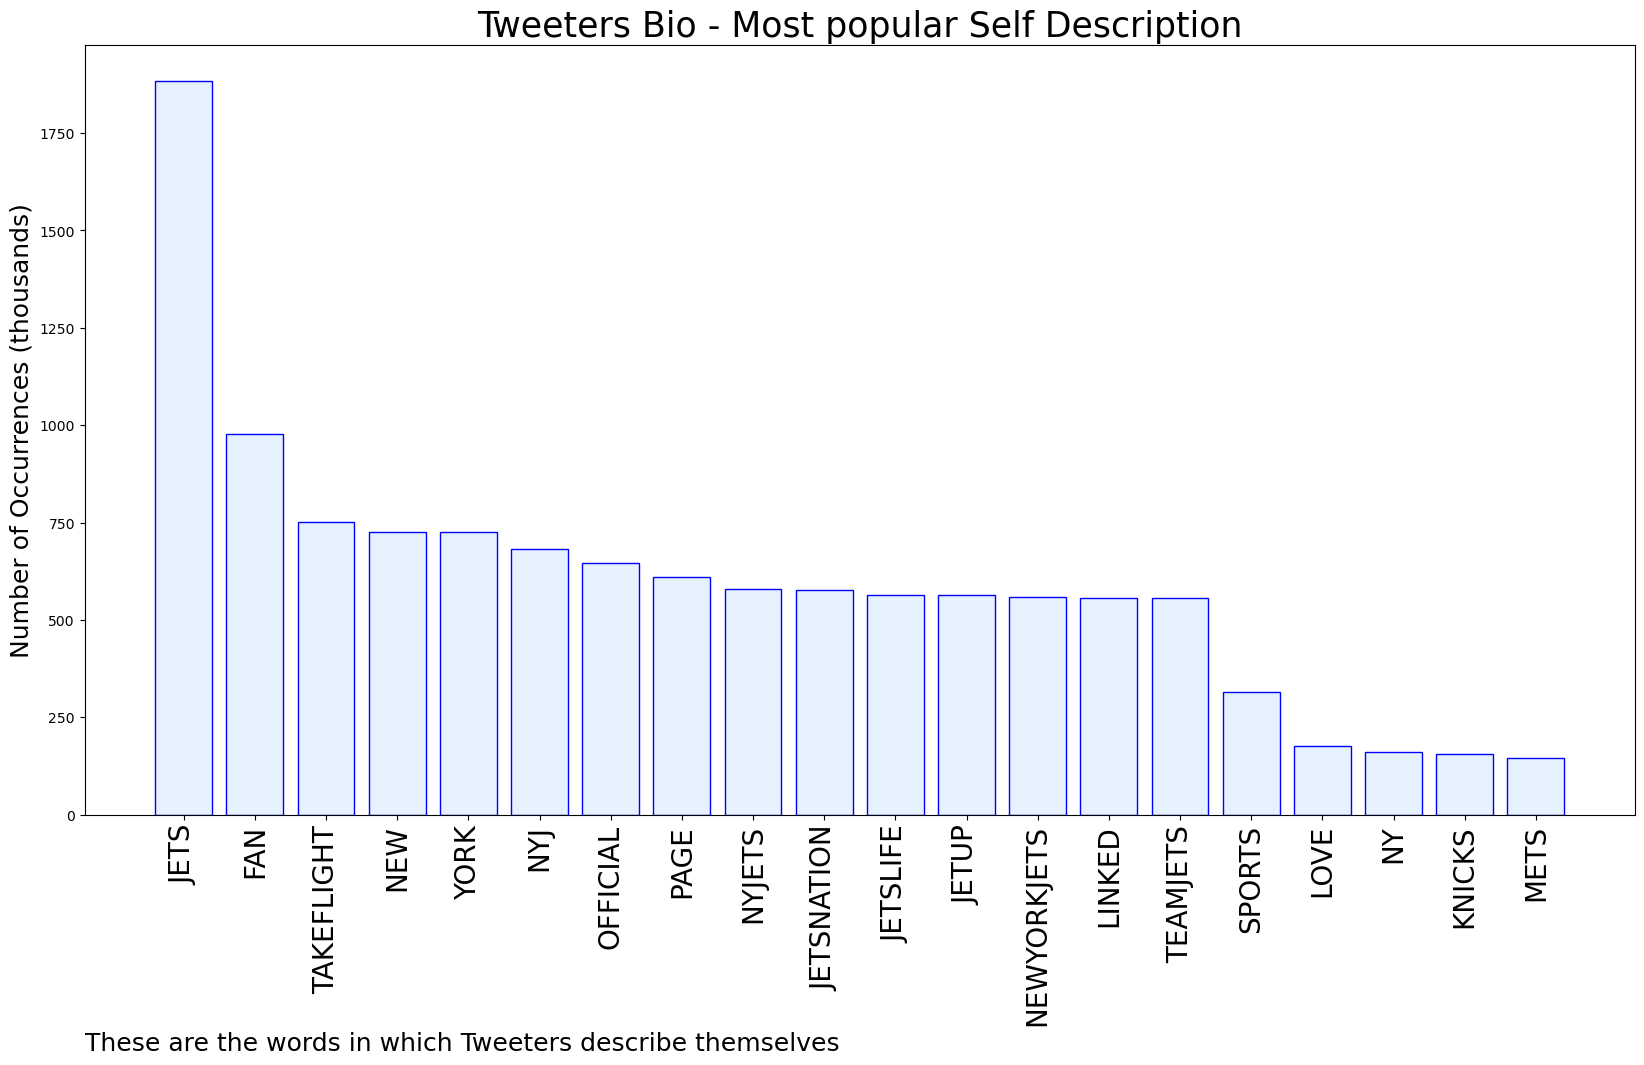 Tweeters Bio - Most popular Self Description
Number of Occurrences (thousands)
1750
1500
1250
1000
750
500
250
0
JETS
FAN
TAKEFLIGHT
NEW
YORK
NYJ
OFFICIAL
PAGE
NYJETS
JETSNATION
JETSLIFE
JETUP
NEWYORKJETS
LINKED
TEAMJETS
SPORTS
LOVE
NY
KNICKS
METS
These are the words in which Tweeters describe themselves